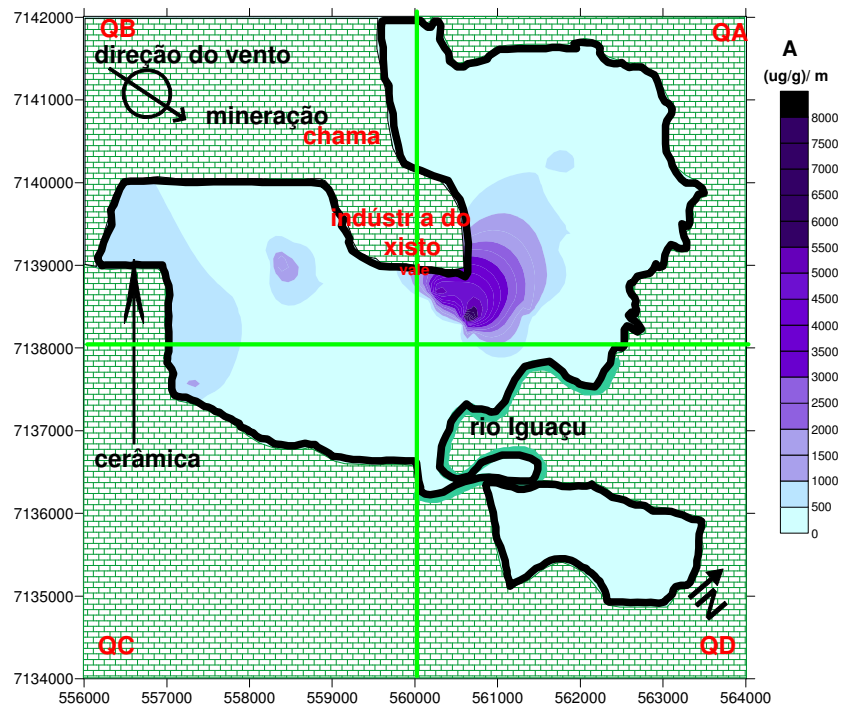 7142000
7141000
7140000
7139000
7138000
7137000
7136000
7135000
7134000
QB
QA
direção do vento
mineração
chama
indústria do
xisto
vale
rio Iguaçu
cerâmica
N
QC
QD
556000 557000 558000 559000 560000 561000 562000 563000 564000
A
(ug/g)/ m
8000
7500
7000
6500
6000
5500
5000
4500
4000
3500
3000
2500
2000
1500
1000
500
0